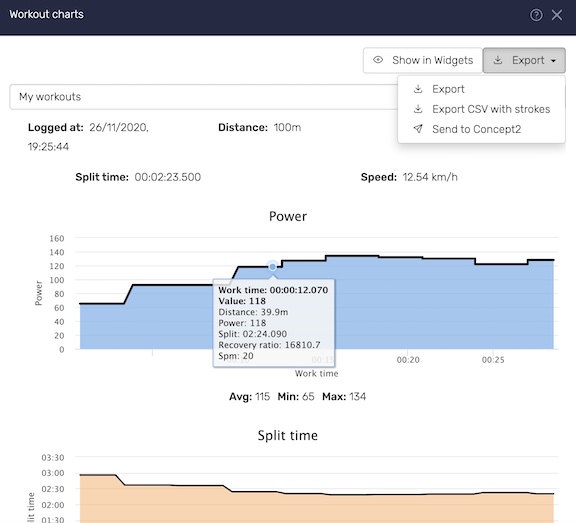 Workout charts
Show in Widgets
Export
My workouts
Export
Export CSV with strokes
Send to Concept2
Logged at: 26/11/2020,
19:25:44
Distance: 100m
Split time: 00:02:23.500
Speed: 12.54 km/h
Power
160
140
120
100
80
60
40
20
0
Power
Work time: 00:00:12.070
Value: 118
Distance: 39.9m
Power: 118
Split: 02:24.090
Recovery ratio: 16810.7
Spm: 20
00:15
00:20
00:25
Work time
Avg: 115 Min: 65 Max: 134
Split time
03:30
03:00
02:30
02:00
01:30
lit time